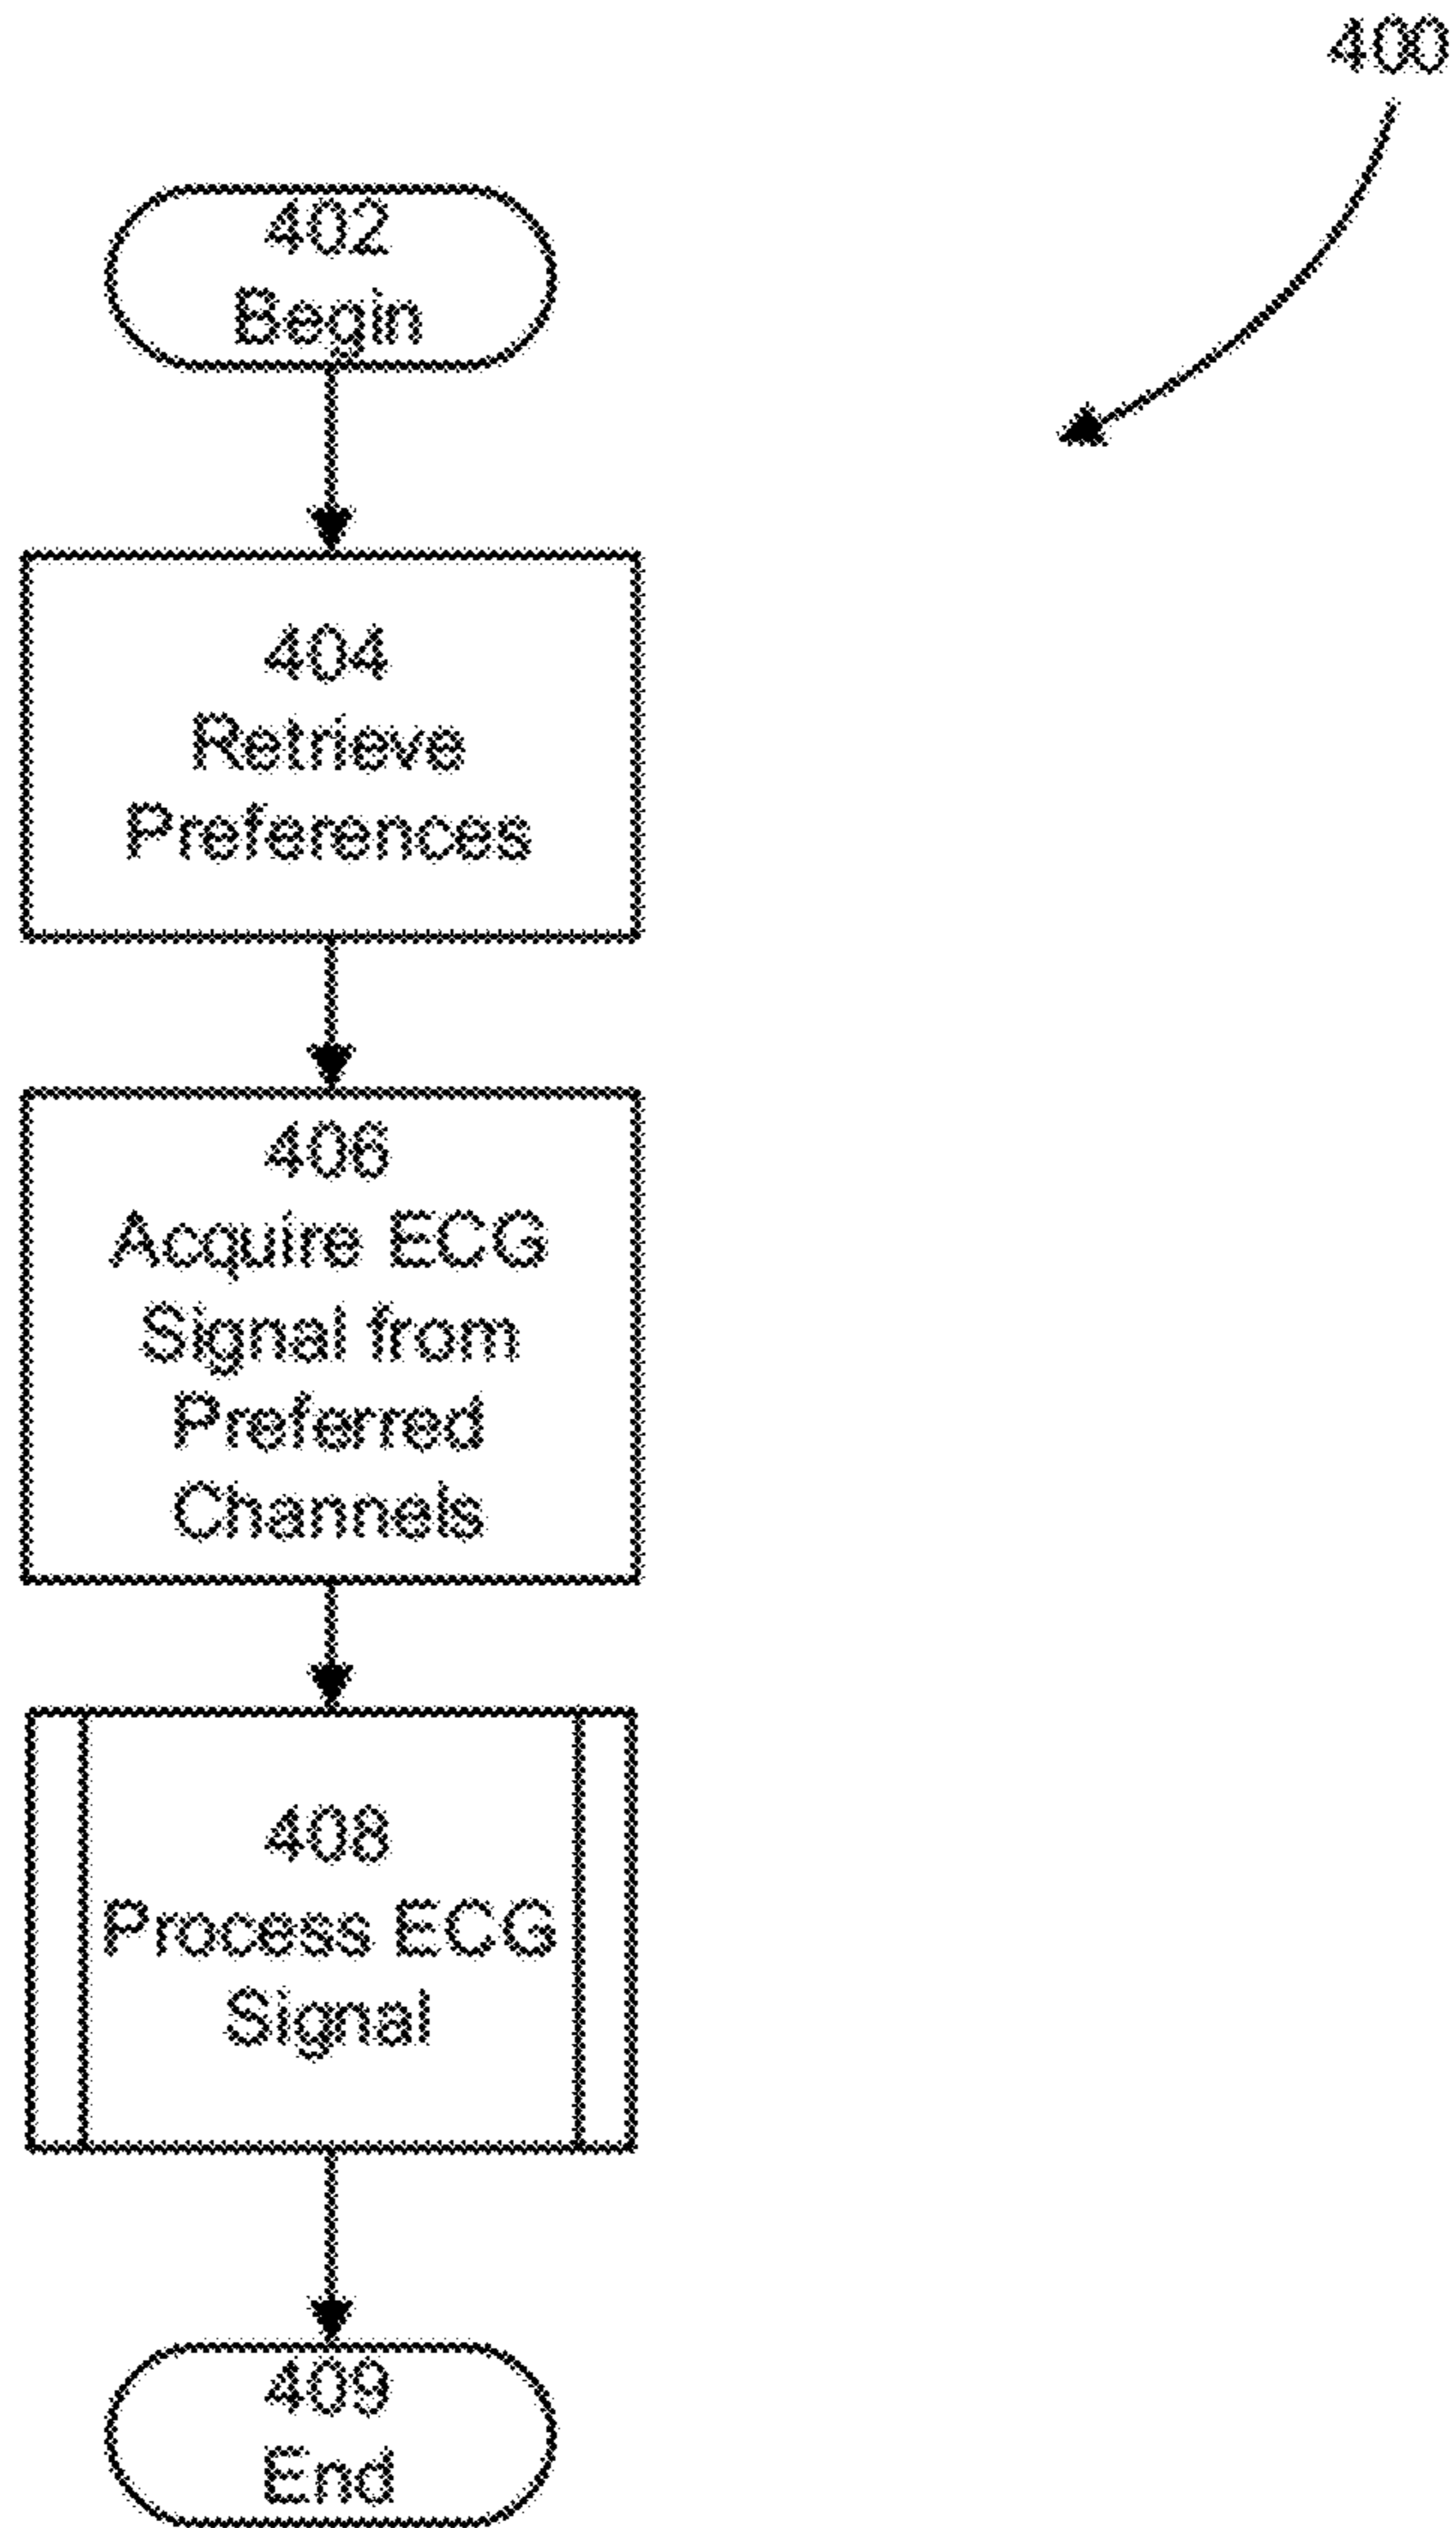 400
402
Begin
404
Retrieve
Preferences
406
Acquire ECG
Signal from
Preferred
Channels
408
Process ECG
Signal
409
End